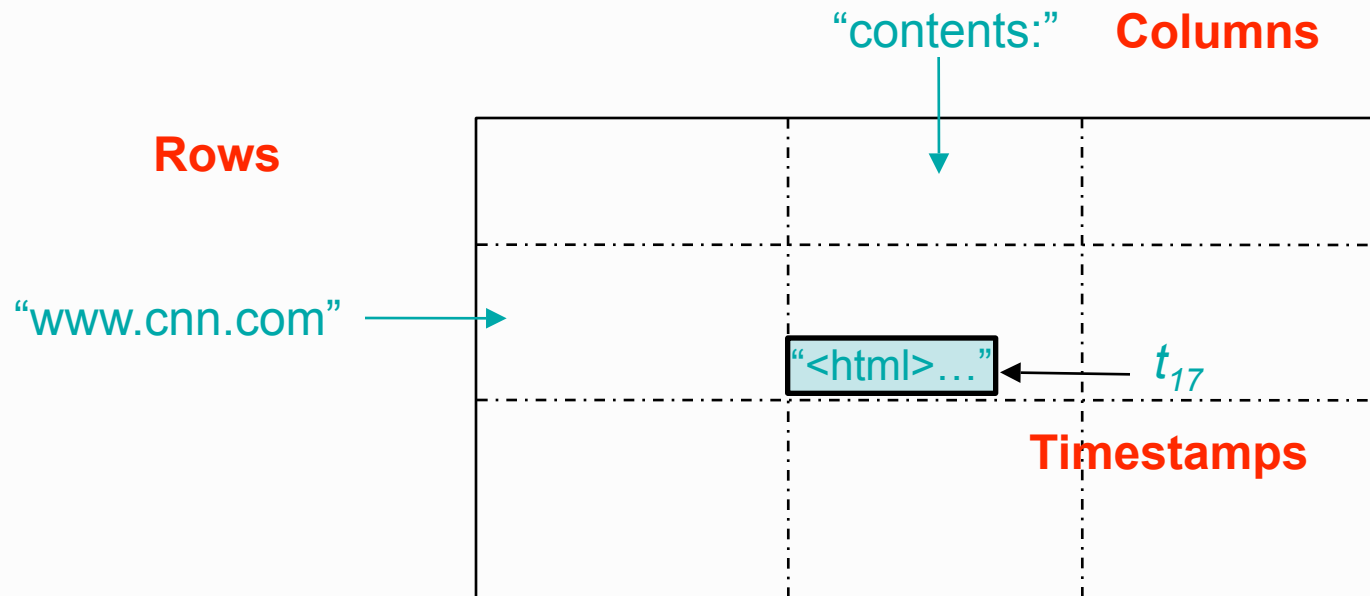 “contents:” Columns
Rows
“www.cnn.com”
“<html>…”
t17
Timestamps